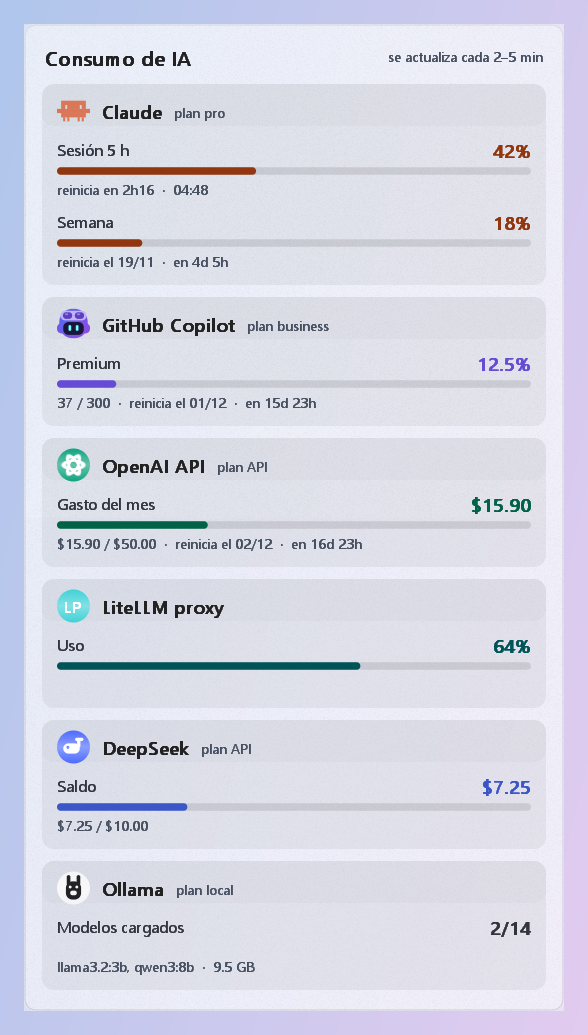 Consumo de IA
se actualiza cada 2–5 min
Claude plan pro
Sesión 5 h 42%
reinicia en 2h16 · 04:48
Semana 18%
reinicia el 19/11 · en 4d 5h
GitHub Copilot plan business
Premium 12.5%
37 / 300 · reinicia el 01/12 · en 15d 23h
OpenAI API plan API
Gasto del mes $15.90
$15.90 / $50.00 · reinicia el 02/12 · en 16d 23h
LP LiteLLM proxy
Uso 64%
DeepSeek plan API
Saldo $7.25
$7.25 / $10.00
Ollama plan local
Modelos cargados 2/14
llama3.2:3b, qwen3:8b · 9.5 GB